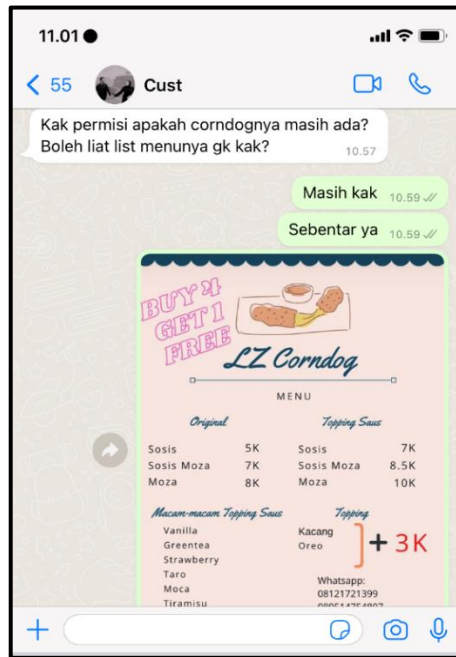 11.01
55
Cust
Kak permisi apakah corndognya masih ada?
Boleh liat list menunya gk kak?
10.57
Masih kak 10.59
Sebentar ya 10.59
BUY 4
GET 1
FREE
LZ Corndog
MENU
Original
Sosis 5K
Sosis Moza 7K
Moza 8K
Topping Saus
Sosis 7K
Sosis Moza 8.5K
Moza 10K
Macam-macam Topping Saus
Vanilla
Greentea
Strawberry
Taro
Moca
Tiramisu
Topping
Kacang
Oreo
+ 3K
Whatsapp:
08121721399